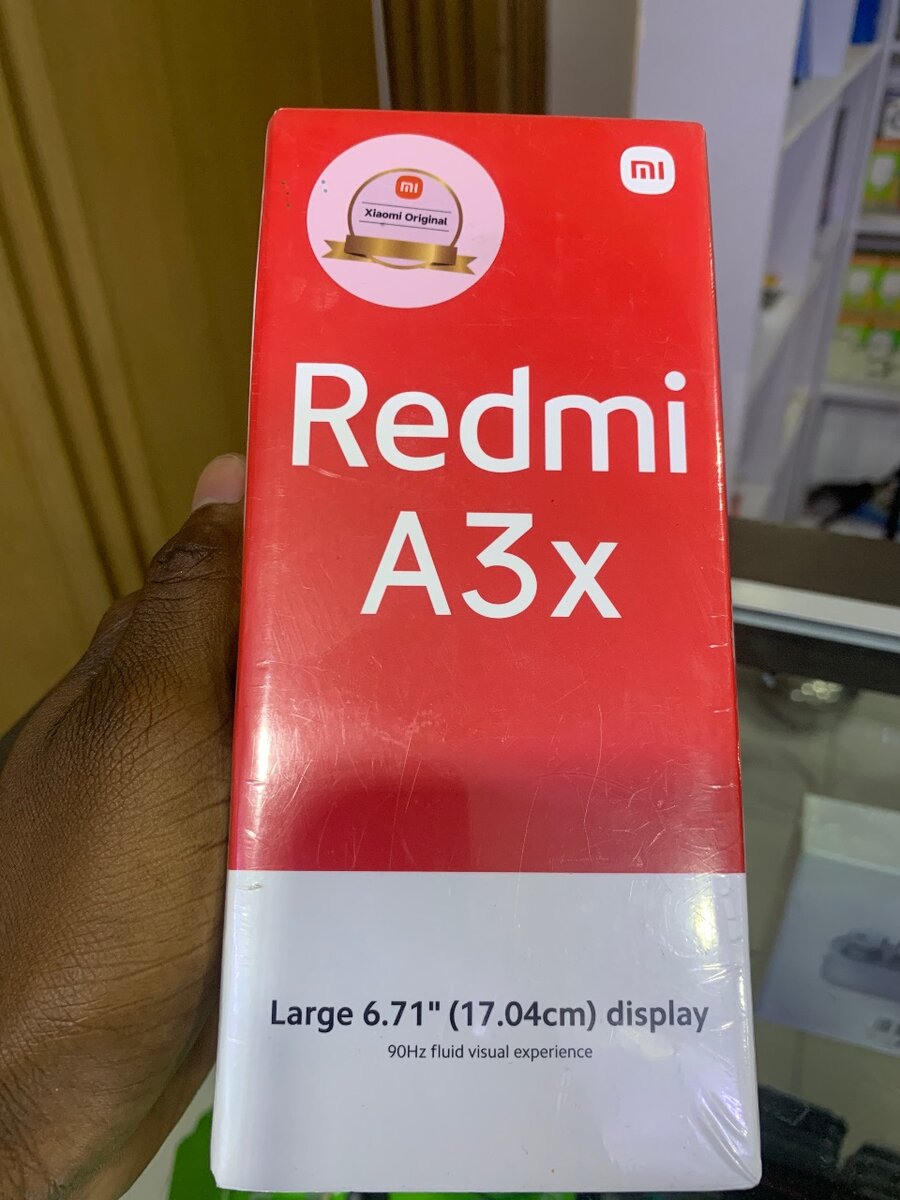 mi
Xiaomi Original
mi
Redmi
A3x
Large 6.71" (17.04cm) display
90Hz fluid visual experience